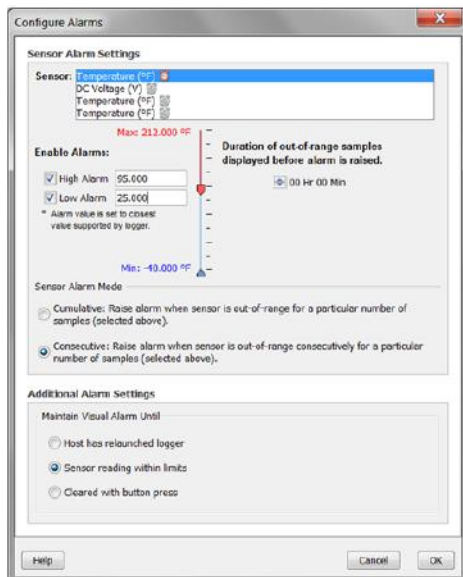 Configure Alarms
Sensor Alarm Settings
Sensor: Temperature (°F)
DC Voltage (V)
Temperature (°F)
Temperature (°F)
Max: 212.000 °F
Enable Alarms:
High Alarm 95.000
Low Alarm 25.000
* Alarm value is set to closest
value supported by logger.
Min: -40.000 °F
Duration of out-of-range samples
displayed before alarm is raised.
00 Hr 00 Min
Sensor Alarm Mode
Cumulative: Raise alarm when sensor is out-of-range for a particular number of
samples (selected above).
Consecutive: Raise alarm when sensor is out-of-range consecutively for a particular
number of samples (selected above).
Additional Alarm Settings
Maintain Visual Alarm Until
Host has relaunched logger
Sensor reading within limits
Cleared with button press
Help
Cancel
OK